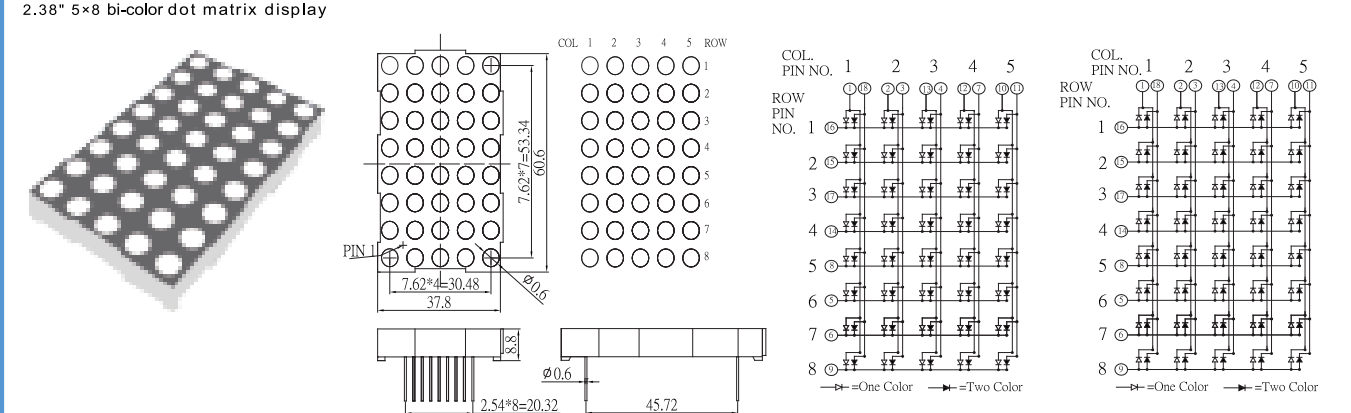 2.38" 5×8 bi-color dot matrix display
COL 1 2 3 4 5 ROW
1
2
3
4
5
6
7
8
7.62*7=53.34
60.6
PIN 1
7.62*4=30.48
37.8
Ø0.6
8.8
2.54*8=20.32
Ø0.6
45.72
COL.
PIN NO. 1 2 3 4 5
1 18 2 3 13 4 12 7 10 11
ROW
PIN
NO. 1 16
2 15
3 17
4 14
5 8
6 5
7 6
8 9
=One Color =Two Color
COL.
PIN NO. 1 2 3 4 5
1 18 2 3 13 4 12 7 10 11
ROW
PIN NO.
1 16
2 15
3 17
4 14
5 8
6 5
7 6
8 9
=One Color =Two Color